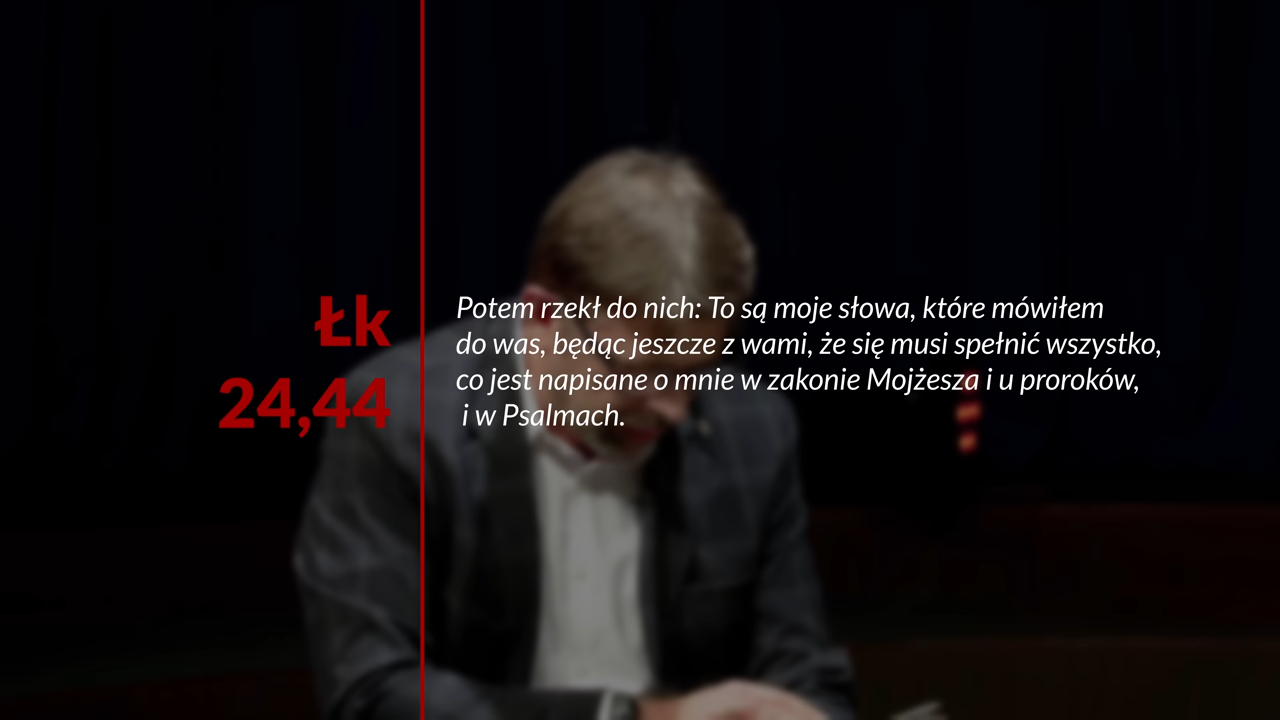 Łk
24,44
Potem rzekł do nich: To są moje słowa, które mówiłem
do was, będąc jeszcze z wami, że się musi spełnić wszystko,
co jest napisane o mnie w zakonie Mojżesza i u proroków,
i w Psalmach.